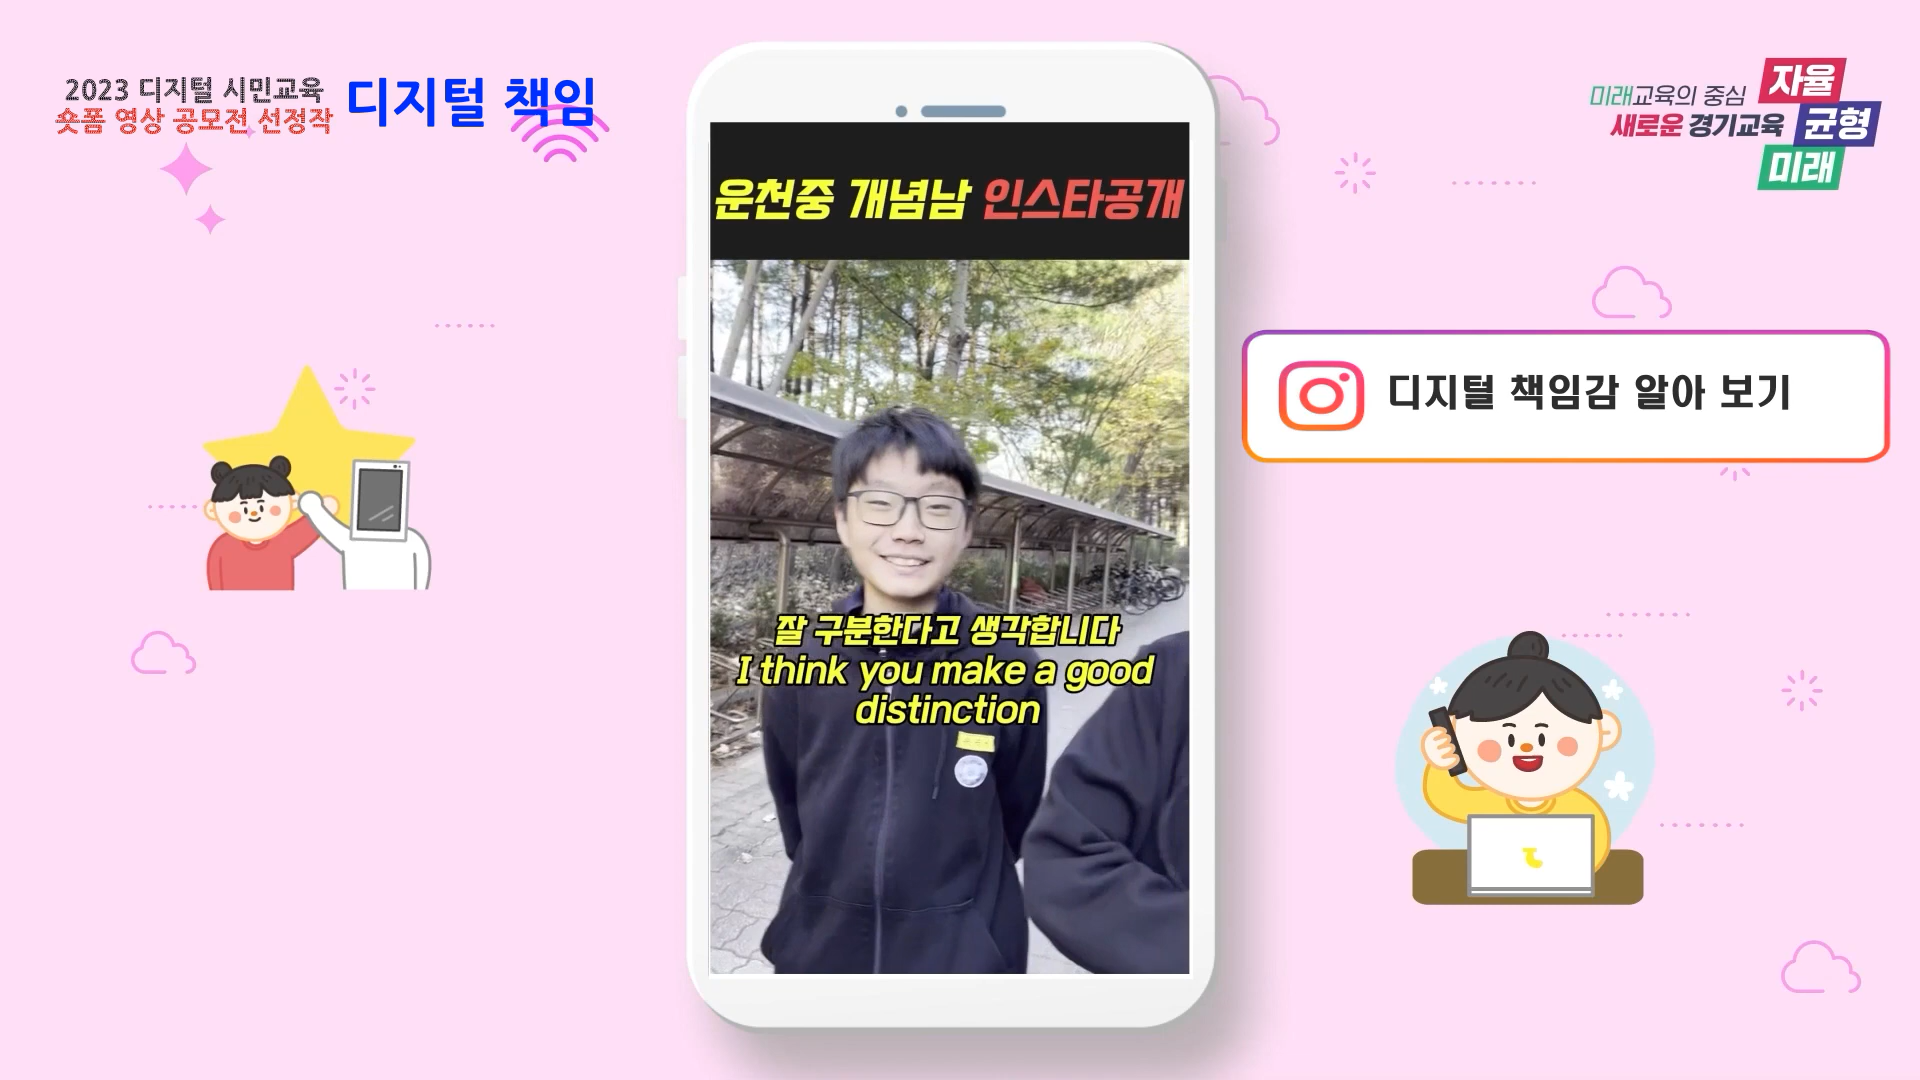 2023 디지털 시민교육
숏폼 영상 공모전 선정작
디지털 책임
미래교육의 중심
새로운 경기교육
자율
균형
미래
운천중 개념남 인스타공개
디지털 책임감 알아 보기
잘 구분한다고 생각합니다
I think you make a good
distinction